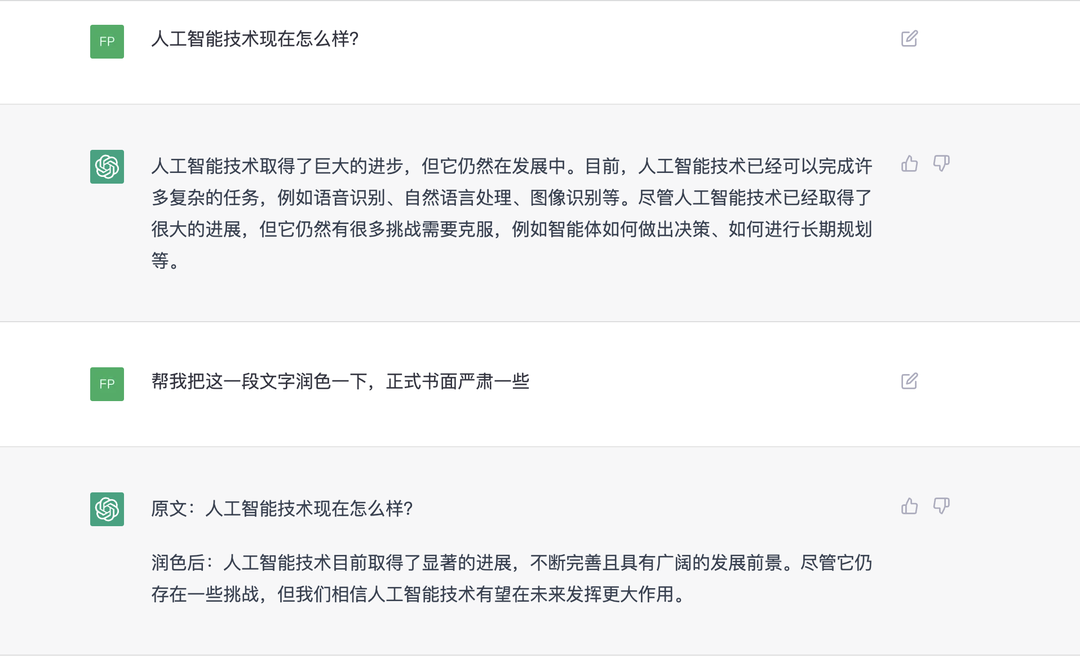 FP
人工智能技术现在怎么样？
人工智能技术取得了巨大的进步，但它仍然在发展中。目前，人工智能技术已经可以完成许
多复杂的任务，例如语音识别、自然语言处理、图像识别等。尽管人工智能技术已经取得了
很大的进展，但它仍然有很多挑战需要克服，例如智能体如何做出决策、如何进行长期规划
等。
FP
帮我把这一段文字润色一下，正式书面严肃一些
原文：人工智能技术现在怎么样？
润色后：人工智能技术目前取得了显著的进展，不断完善且具有广阔的发展前景。尽管它仍
存在一些挑战，但我们相信人工智能技术有望在未来发挥更大作用。